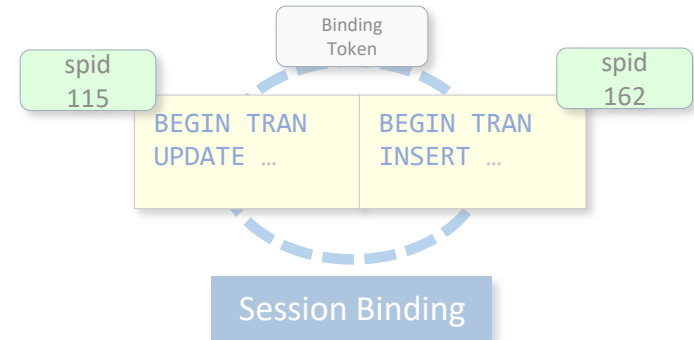 Binding
Token
spid
115
spid
162
BEGIN TRAN
UPDATE …
BEGIN TRAN
INSERT …
Session Binding